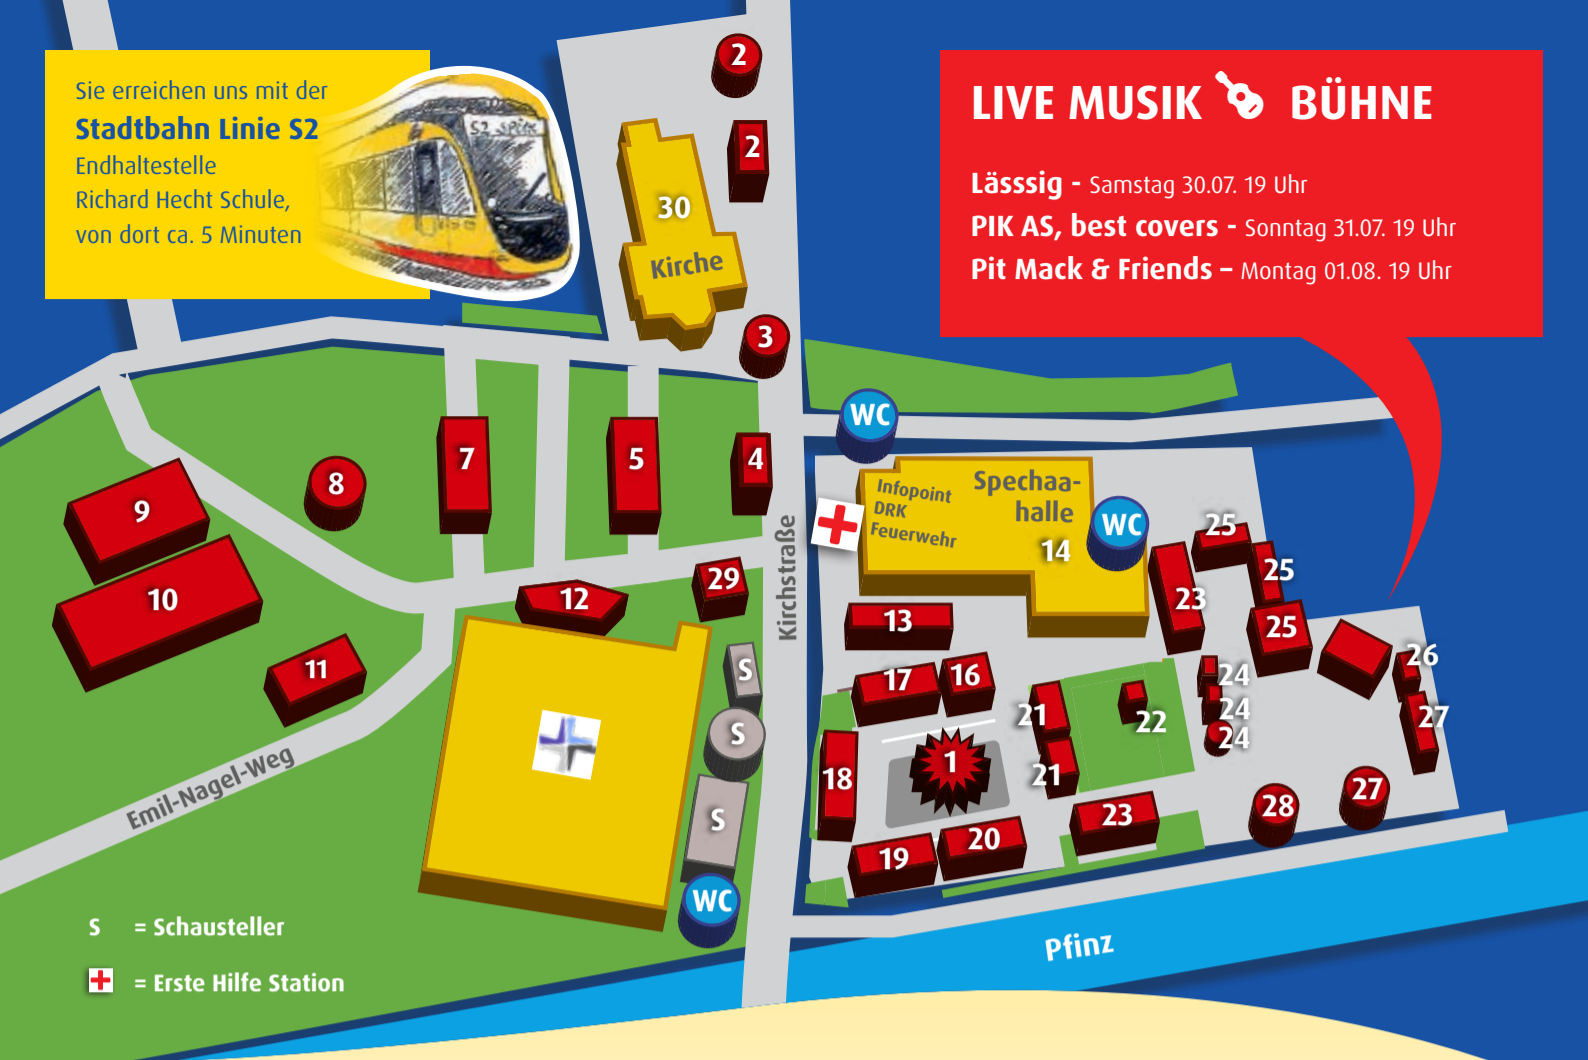 Sie erreichen uns mit der
Stadtbahn Linie S2
Endhaltestelle
Richard Hecht Schule,
von dort ca. 5 Minuten
S2 Spöck
LIVE MUSIK BÜHNE
Lässsig - Samstag 30.07. 19 Uhr
PIK AS, best covers - Sonntag 31.07. 19 Uhr
Pit Mack & Friends – Montag 01.08. 19 Uhr
2
2
30
Kirche
3
WC
7
5
4
8
9
10
11
12
29
Kirchstraße
Infopoint
DRK
Feuerwehr
Spechaa-
halle
14
WC
25
25
25
23
13
17
16
21
21
22
24
24
24
26
27
27
28
18
1
19
20
23
S
S
S
WC
Emil-Nagel-Weg
Pfinz
S = Schausteller
= Erste Hilfe Station